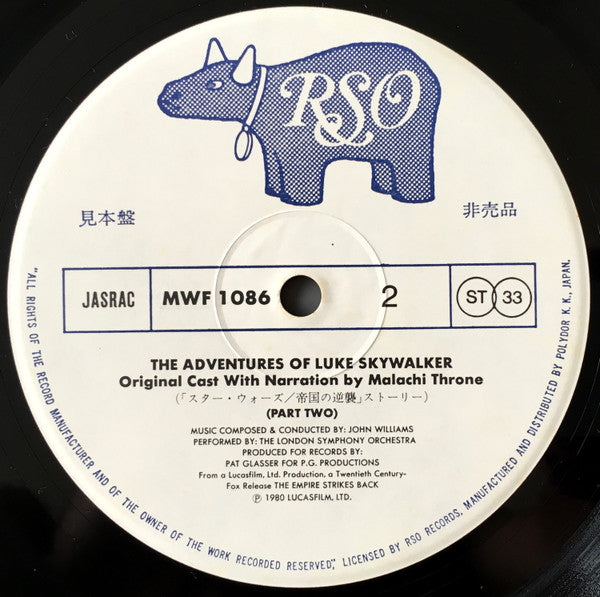 RSO
見本盤
非売品
JASRAC
MWF 1086
2
ST 33
THE ADVENTURES OF LUKE SKYWALKER
Original Cast With Narration by Malachi Throne
(「スター・ウォーズ/帝国の逆襲」ストーリー)
(PART TWO)
MUSIC COMPOSED & CONDUCTED BY: JOHN WILLIAMS
PERFORMED BY: THE LONDON SYMPHONY ORCHESTRA
PRODUCED FOR RECORDS BY:
PAT GLASSER FOR P.G. PRODUCTIONS
From a Lucasfilm, Ltd. Production, a Twentieth Century-
Fox Release THE EMPIRE STRIKES BACK
℗ 1980 LUCASFILM, LTD.
"ALL RIGHTS OF THE RECORD MANUFACTURER AND OF THE OWNER OF THE WORK RECORDED RESERVED," LICENSED BY RSO RECORDS, MANUFACTURED AND DISTRIBUTED BY POLYDOR K. K., JAPAN.